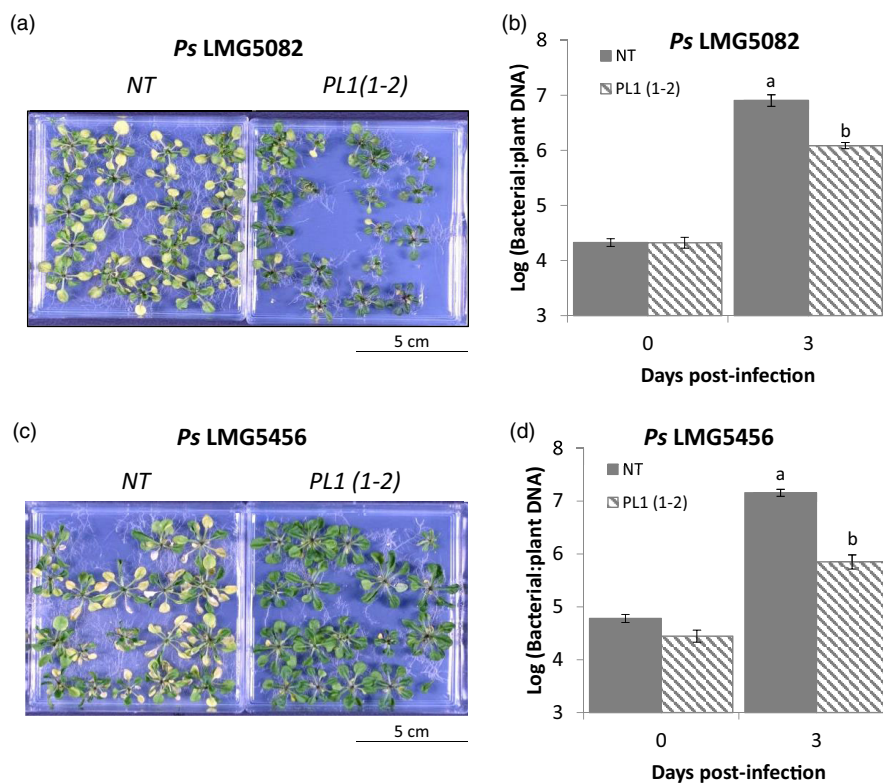 (a)
Ps LMG5082
NT PL1(1-2)
5 cm
(b)
Ps LMG5082
NT
PL1 (1-2)
Log (Bacterial:plant DNA)
8
7
6
5
4
3
a
b
0 3
Days post-infection
(c)
Ps LMG5456
NT PL1 (1-2)
5 cm
(d)
Ps LMG5456
NT
PL1 (1-2)
Log (Bacterial:plant DNA)
8
7
6
5
4
3
a
b
0 3
Days post-infection